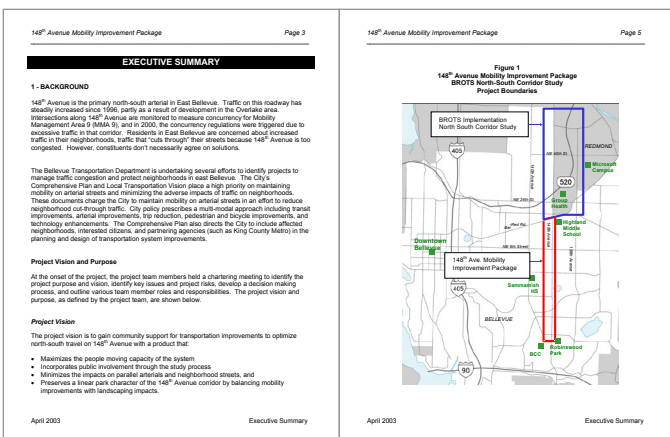 148th Avenue Mobility Improvement Package Page 3
EXECUTIVE SUMMARY
1 - BACKGROUND
148th Avenue is the primary north-south arterial in East Bellevue. Traffic on this roadway has
steadily increased since 1996, partly as a result of development in the Overlake area.
Intersections along 148th Avenue are monitored to measure concurrency for Mobility
Management Area 9 (MMA 9), and in 2000, the concurrency regulations were triggered due to
excessive traffic in that corridor. Residents in East Bellevue are concerned about increased
traffic in their neighborhoods, traffic that "cuts through" their streets because 148th Avenue is too
congested. However, constituents don't necessarily agree on solutions.
The Bellevue Transportation Department is undertaking several efforts to identify projects to
manage traffic congestion and protect neighborhoods in east Bellevue. The City's
Comprehensive Plan and Local Transportation Vision place a high priority on maintaining
mobility on arterial streets and minimizing the adverse impacts of traffic on neighborhoods.
These documents charge the City to maintain mobility on arterial streets in an effort to reduce
neighborhood cut-through traffic. City policy prescribes a multi-modal approach including transit
improvements, arterial improvements, trip reduction, pedestrian and bicycle improvements, and
technology enhancements. The Comprehensive Plan also directs the City to include affected
neighborhoods, interested citizens, and partnering agencies (such as King County Metro) in the
planning and design of transportation system improvements.
Project Vision and Purpose
At the onset of the project, the project team members held a chartering meeting to identify the
project purpose and vision, identify key issues and project risks, develop a decision making
process, and outline various team member roles and responsibilities. The project vision and
purpose, as defined by the project team, are shown below.
Project Vision
The project vision is to gain community support for transportation improvements to optimize
north-south travel on 148th Avenue with a product that:
• Maximizes the people moving capacity of the system
• Incorporates public involvement through the study process
• Minimizes the impacts on parallel arterials and neighborhood streets, and
• Preserves a linear park character of the 148th Avenue corridor by balancing mobility
improvements with landscaping impacts.
April 2003 Executive Summary
148th Avenue Mobility Improvement Package Page 5
Figure 1
148th Avenue Mobility Improvement Package
BROTS North-South Corridor Study
Project Boundaries
BROTS Implementation
North South Corridor Study
REDMOND
405
Microsoft
Campus
520
Group
Health
NE 24th St
Highland
Middle
School
Bel
Red Rd
148th Avenue
NE 8th Street
Downtown
Bellevue
148th Ave. Mobility
Improvement Package
Sammamish
HS
405
BELLEVUE
BCC
Robinswood
Park
90
April 2003 Executive Summary